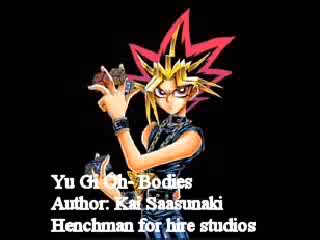 Yu Gi Oh- Bodies
Author: Kai Saasunaki
Henchman for hire studios